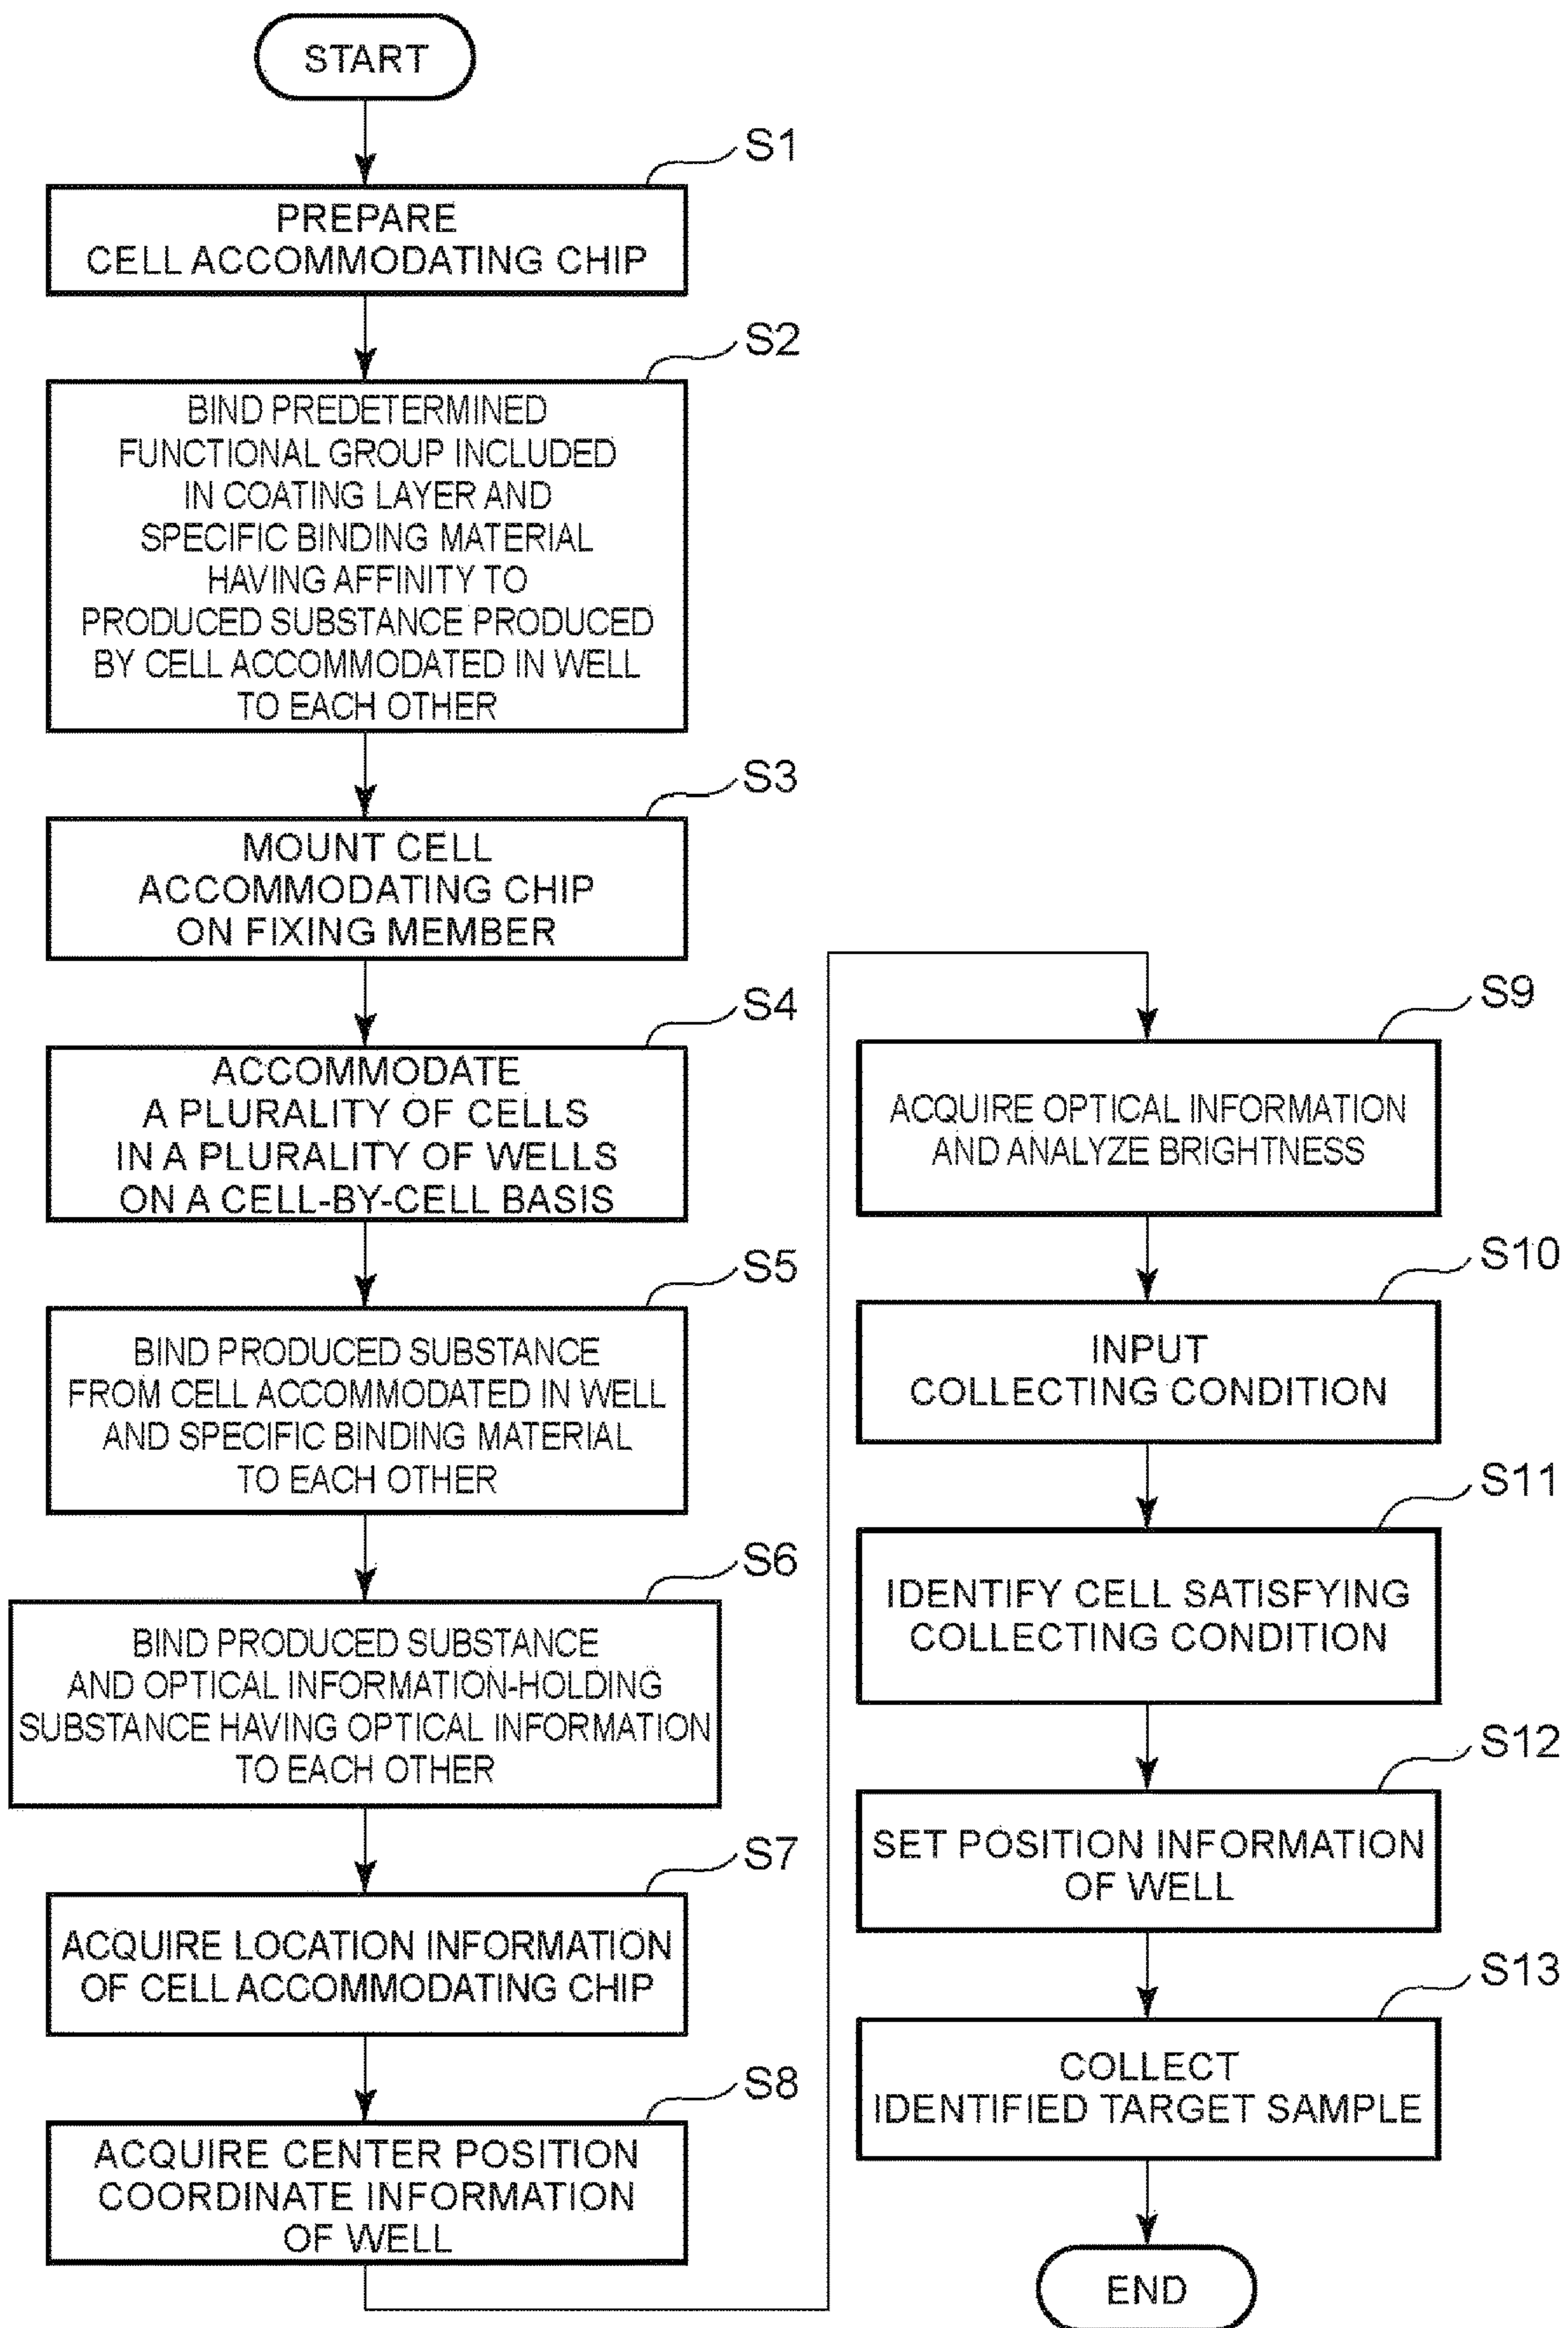 START
S1
PREPARE
CELL ACCOMMODATING CHIP
S2
BIND PREDETERMINED
FUNCTIONAL GROUP INCLUDED
IN COATING LAYER AND
SPECIFIC BINDING MATERIAL
HAVING AFFINITY TO
PRODUCED SUBSTANCE PRODUCED
BY CELL ACCOMMODATED IN WELL
TO EACH OTHER
S3
MOUNT CELL
ACCOMMODATING CHIP
ON FIXING MEMBER
S4
ACCOMMODATE
A PLURALITY OF CELLS
IN A PLURALITY OF WELLS
ON A CELL-BY-CELL BASIS
S5
BIND PRODUCED SUBSTANCE
FROM CELL ACCOMMODATED IN WELL
AND SPECIFIC BINDING MATERIAL
TO EACH OTHER
S6
BIND PRODUCED SUBSTANCE
AND OPTICAL INFORMATION-HOLDING
SUBSTANCE HAVING OPTICAL INFORMATION
TO EACH OTHER
S7
ACQUIRE LOCATION INFORMATION
OF CELL ACCOMMODATING CHIP
S8
ACQUIRE CENTER POSITION
COORDINATE INFORMATION
OF WELL
S9
ACQUIRE OPTICAL INFORMATION
AND ANALYZE BRIGHTNESS
S10
INPUT
COLLECTING CONDITION
S11
IDENTIFY CELL SATISFYING
COLLECTING CONDITION
S12
SET POSITION INFORMATION
OF WELL
S13
COLLECT
IDENTIFIED TARGET SAMPLE
END